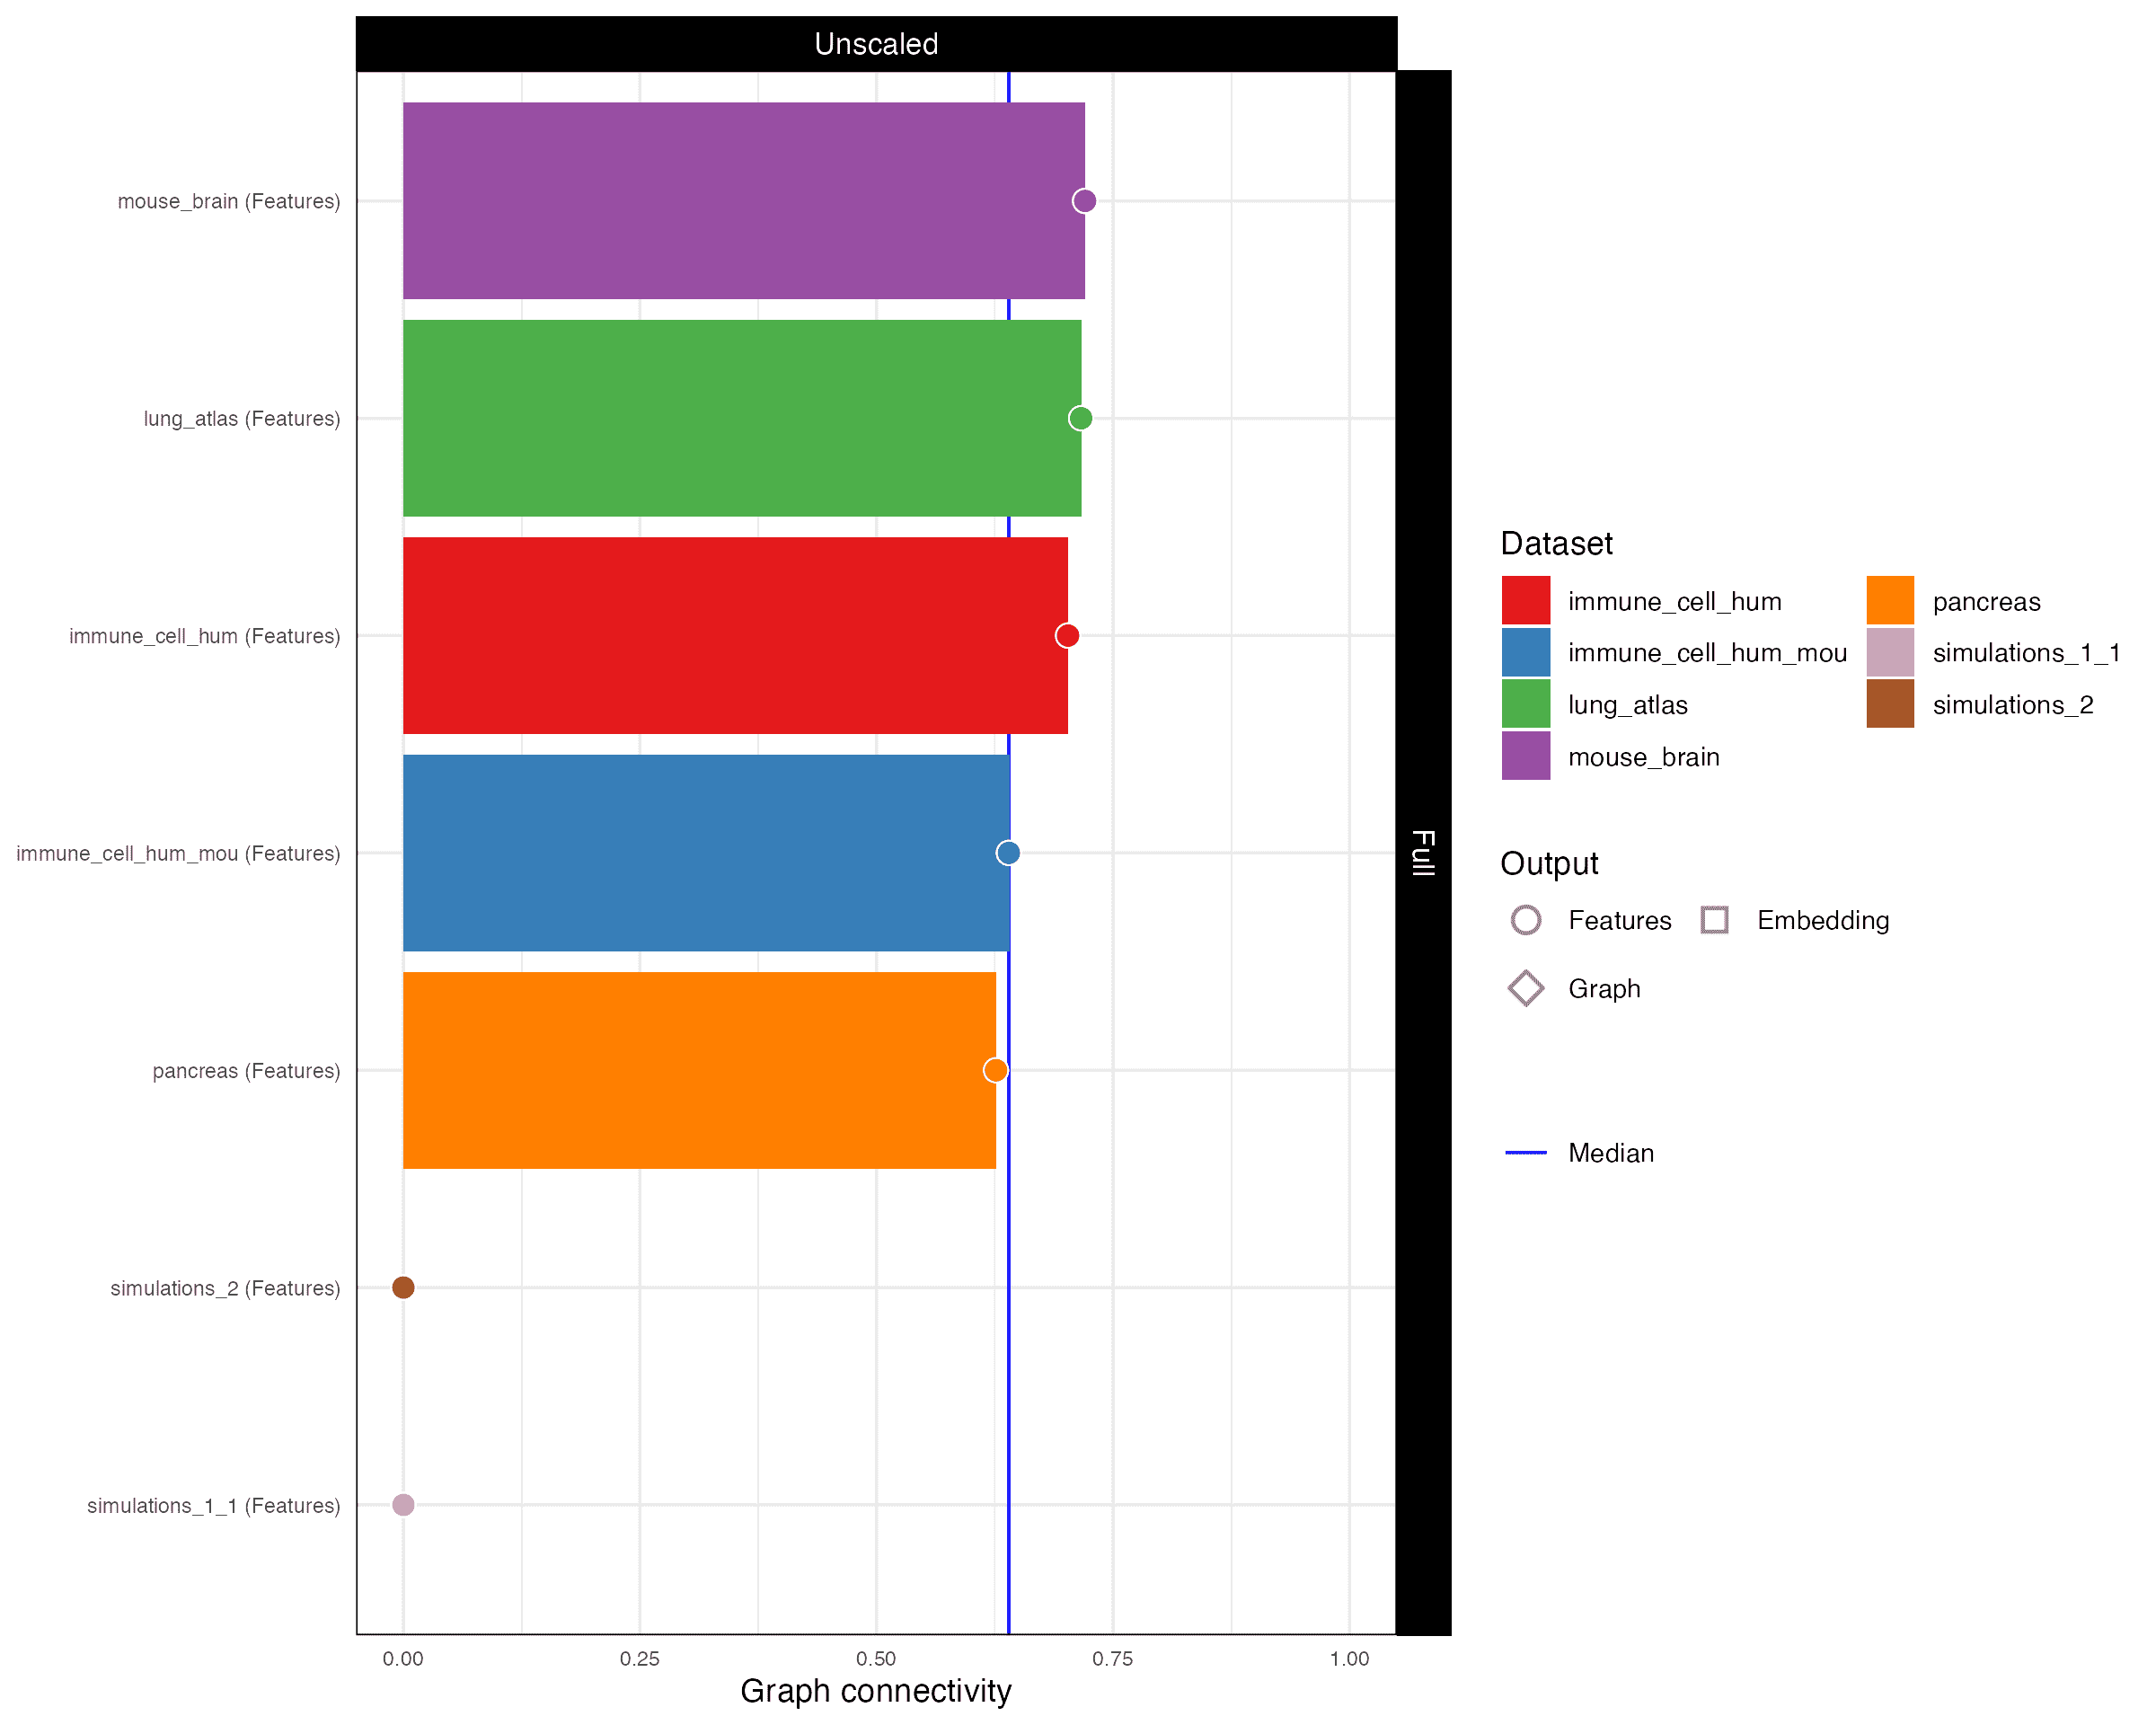 Unscaled
mouse_brain (Features)
lung_atlas (Features)
immune_cell_hum (Features)
immune_cell_hum_mou (Features)
pancreas (Features)
simulations_2 (Features)
simulations_1_1 (Features)
0.00 0.25 0.50 0.75 1.00
Graph connectivity
Full
Dataset
immune_cell_hum pancreas
immune_cell_hum_mou simulations_1_1
lung_atlas simulations_2
mouse_brain
Output
Features Embedding
Graph
Median